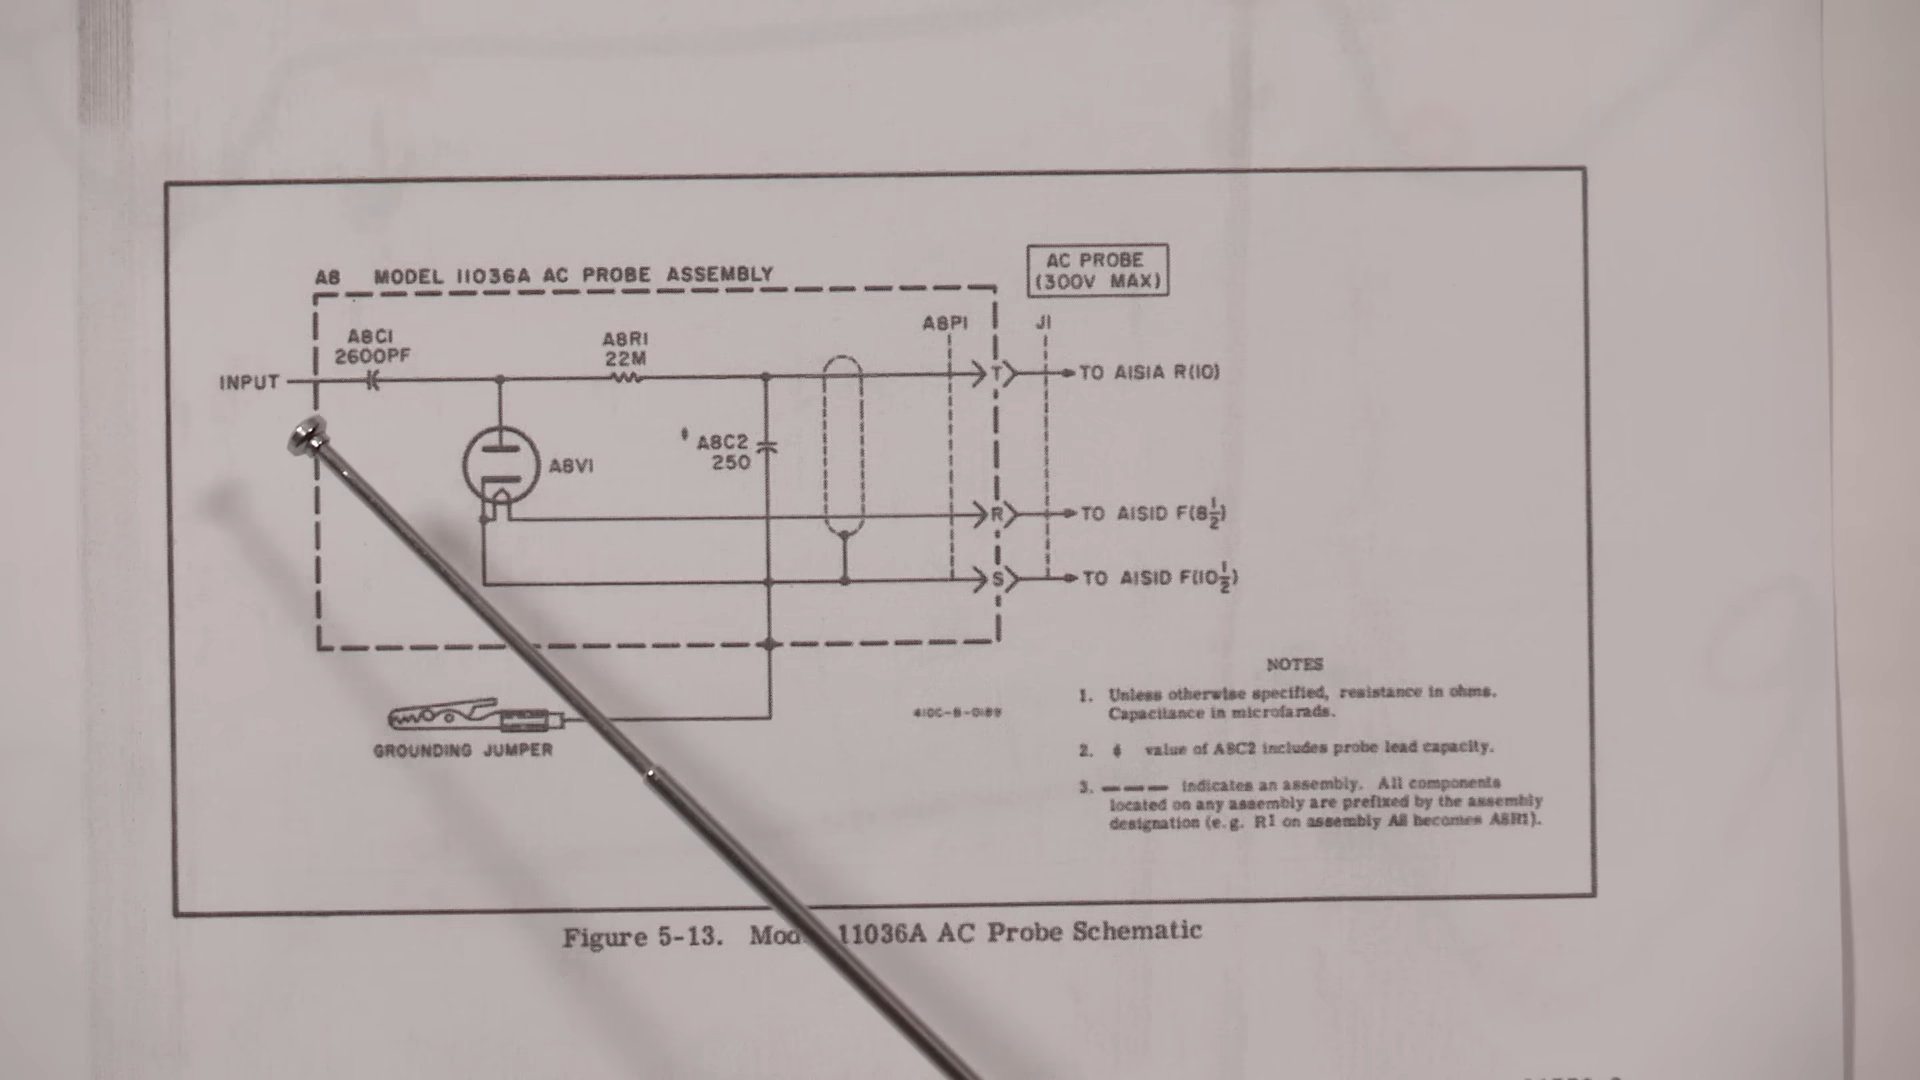 A8 MODEL 11036A AC PROBE ASSEMBLY
AC PROBE
(300V MAX)
A8C1
2600PF
A8R1
22M
A8P1
J1
INPUT
T
TO A1S1A R(10)
A8V1
A8C2
250
R
TO A1S1D F(8 1/2)
S
TO A1S1D F(10 1/2)
GROUNDING JUMPER
NOTES
1. Unless otherwise specified, resistance in ohms.
Capacitance in microfarads.
2. value of A8C2 includes probe lead capacity.
3. indicates an assembly. All components
located on any assembly are prefixed by the assembly
designation (e.g. R1 on assembly A8 becomes A8R1).
Figure 5-13. 11036A AC Probe Schematic